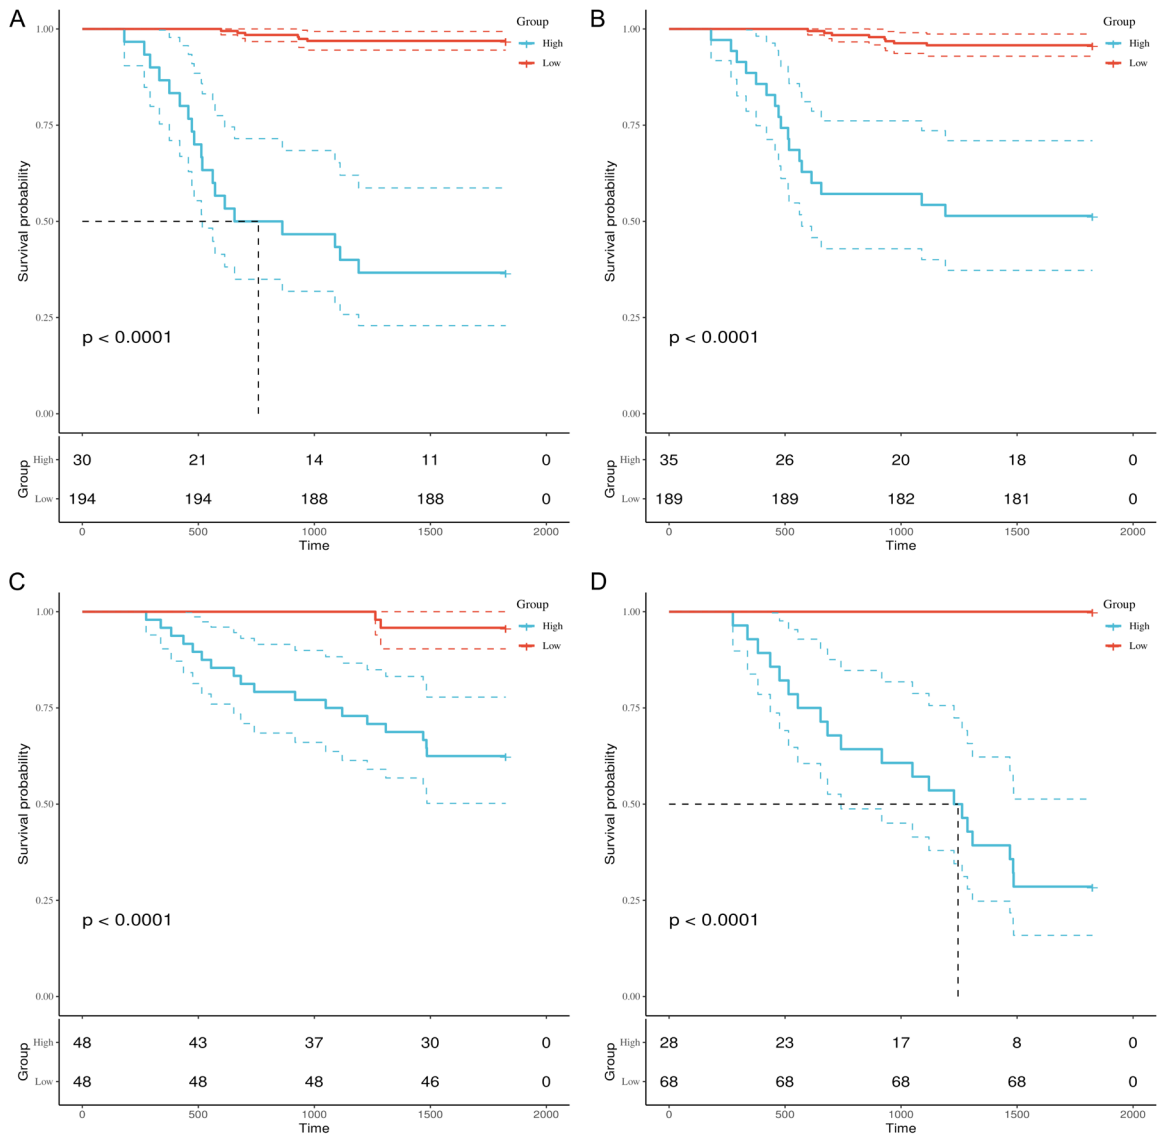 A
B
Group
High
Low
Group
High
Low
1.00
0.75
0.50
0.25
0.00
Survival probability
p < 0.0001
1.00
0.75
0.50
0.25
0.00
Survival probability
p < 0.0001
Group
High 30 21 14 11 0
Low 194 194 188 188 0
0 500 1000 1500 2000
Time
Group
High 35 26 20 18 0
Low 189 189 182 181 0
0 500 1000 1500 2000
Time
C
D
Group
High
Low
Group
High
Low
1.00
0.75
0.50
0.25
0.00
Survival probability
p < 0.0001
1.00
0.75
0.50
0.25
0.00
Survival probability
p < 0.0001
Group
High 48 43 37 30 0
Low 48 48 48 46 0
0 500 1000 1500 2000
Time
Group
High 28 23 17 8 0
Low 68 68 68 68 0
0 500 1000 1500 2000
Time